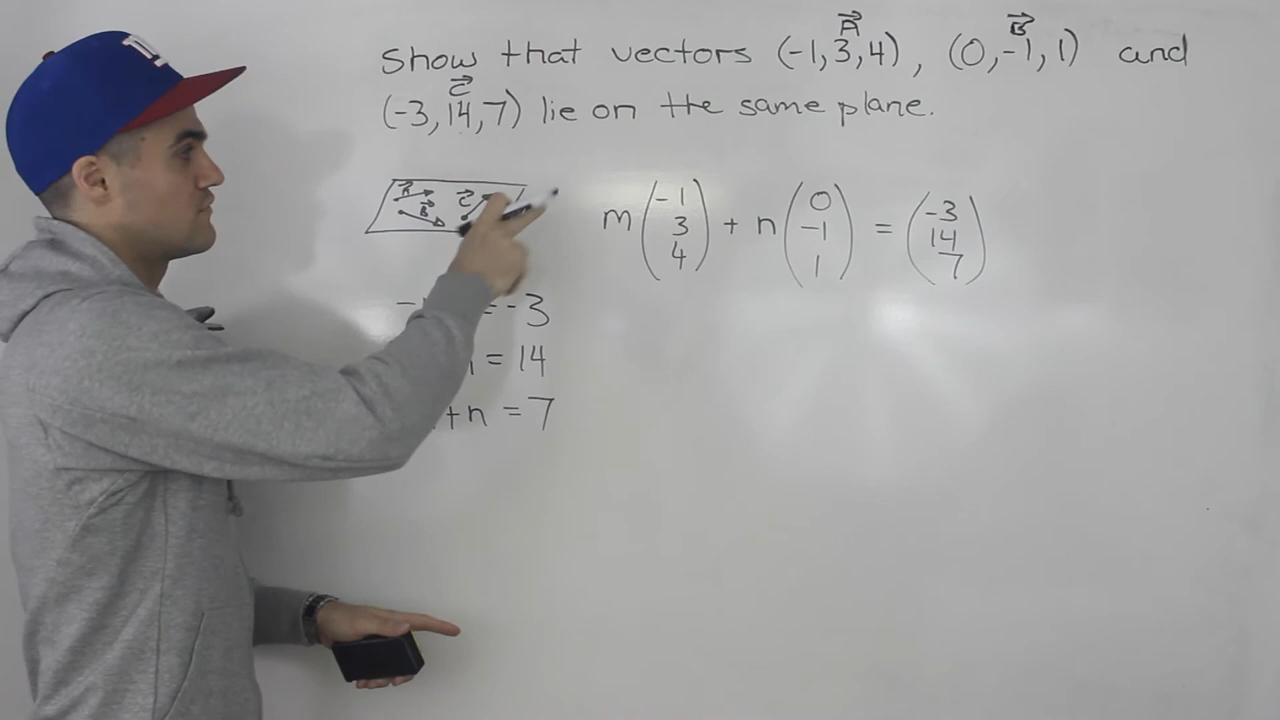 Show that vectors (-1,3,4), (0,-1,1) and
A B
(-3,14,7) lie on the same plane.
C
A C
B
m(-1 3 4) + n(0 -1 1) = (-3 14 7)
= -3
= 14
+n = 7